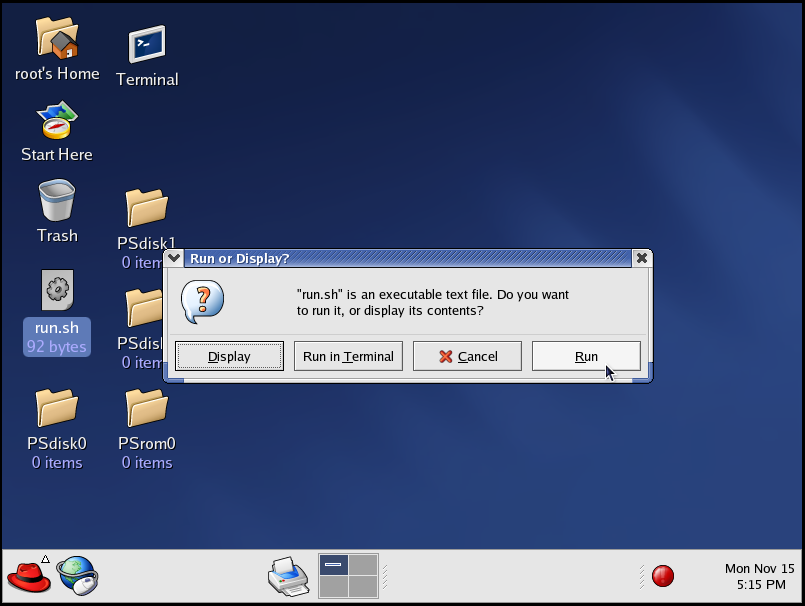 root's Home
Terminal
Start Here
Trash
PSdisk1
0 item
run.sh
92 bytes
PSdisk
0 item
PSdisk0
0 items
PSrom0
0 items
Run or Display?
"run.sh" is an executable text file. Do you want
to run it, or display its contents?
Display
Run in Terminal
Cancel
Run
Mon Nov 15
5:15 PM